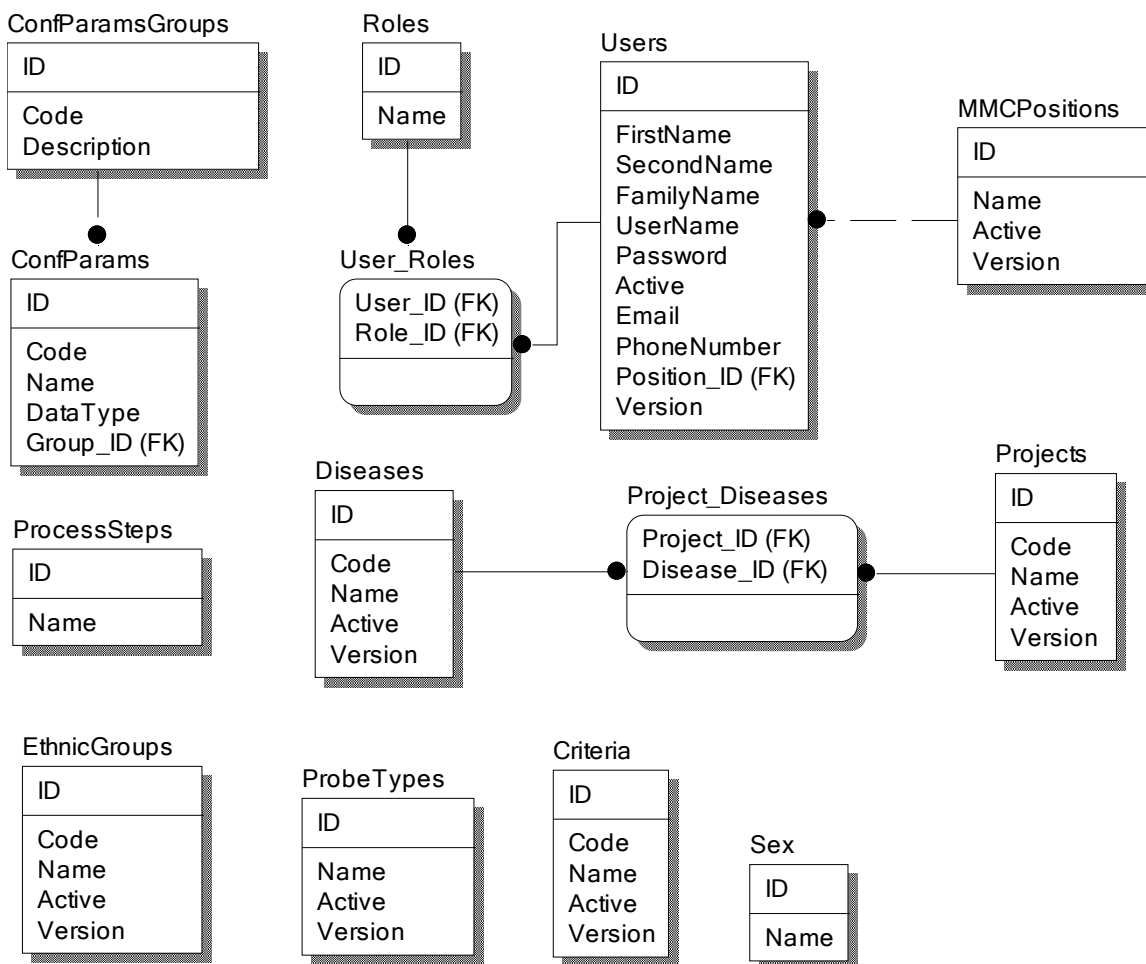 ConfParamsGroups
ID
Code
Description
Roles
ID
Name
Users
ID
FirstName
SecondName
FamilyName
UserName
Password
Active
Email
PhoneNumber
Position_ID (FK)
Version
MMCPositions
ID
Name
Active
Version
ConfParams
ID
Code
Name
DataType
Group_ID (FK)
User_Roles
User_ID (FK)
Role_ID (FK)
Diseases
ID
Code
Name
Active
Version
Project_Diseases
Project_ID (FK)
Disease_ID (FK)
Projects
ID
Code
Name
Active
Version
ProcessSteps
ID
Name
EthnicGroups
ID
Code
Name
Active
Version
ProbeTypes
ID
Name
Active
Version
Criteria
ID
Code
Name
Active
Version
Sex
ID
Name